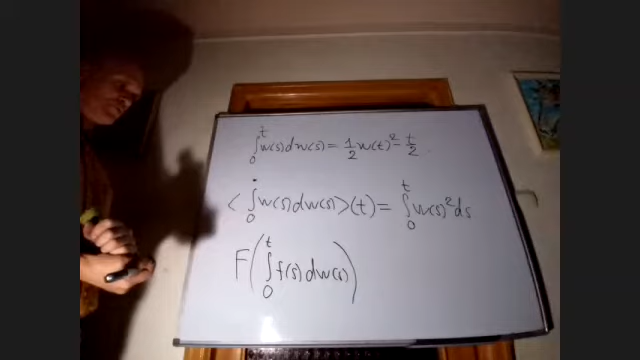 ∫₀ᵗ w(s)dw(s) = 1/2 w(t)² - t/2
⟨∫₀^· w(s)dw(s)⟩(t) = ∫₀ᵗ w(s)² ds
F(∫₀ᵗ f(s)dw(s))